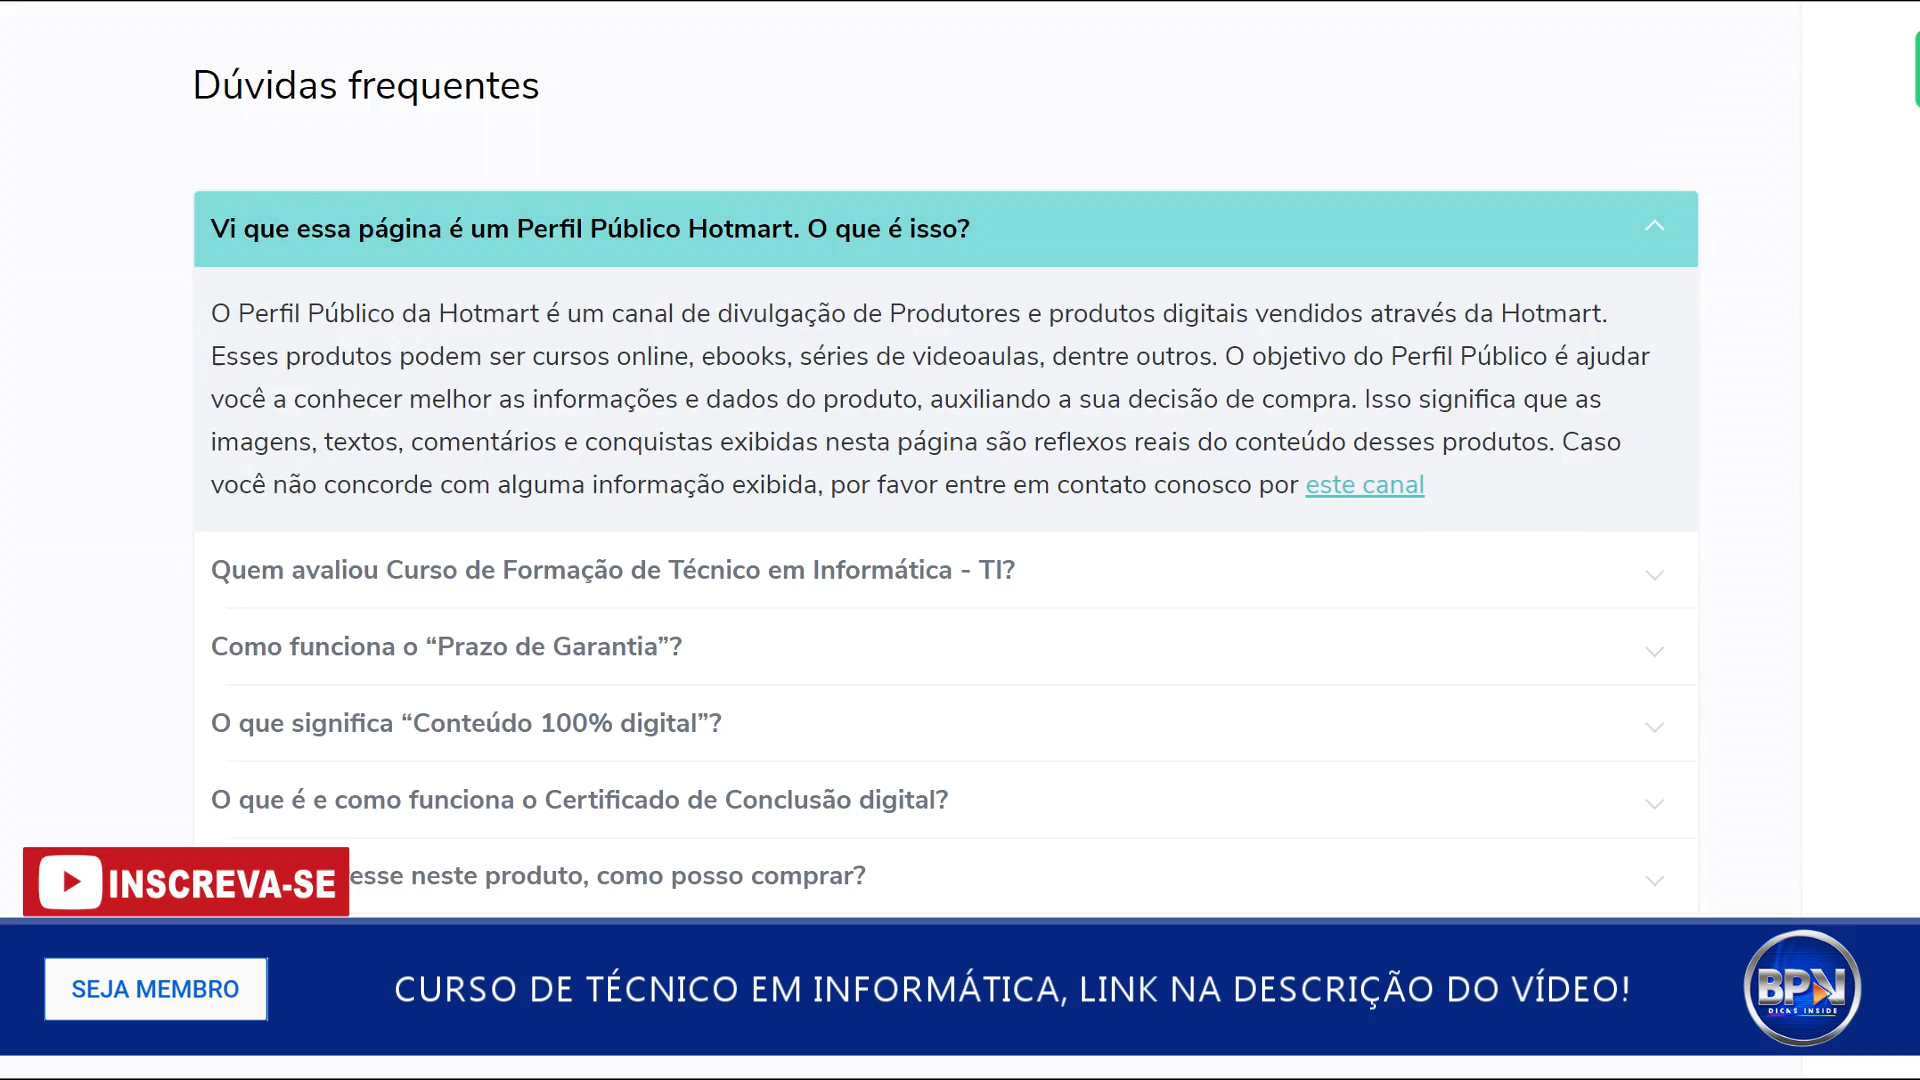 Dúvidas frequentes
Vi que essa página é um Perfil Público Hotmart. O que é isso?
O Perfil Público da Hotmart é um canal de divulgação de Produtores e produtos digitais vendidos através da Hotmart.
Esses produtos podem ser cursos online, ebooks, séries de videoaulas, dentre outros. O objetivo do Perfil Público é ajudar
você a conhecer melhor as informações e dados do produto, auxiliando a sua decisão de compra. Isso significa que as
imagens, textos, comentários e conquistas exibidas nesta página são reflexos reais do conteúdo desses produtos. Caso
você não concorde com alguma informação exibida, por favor entre em contato conosco por este canal
Quem avaliou Curso de Formação de Técnico em Informática - TI?
Como funciona o “Prazo de Garantia”?
O que significa “Conteúdo 100% digital”?
O que é e como funciona o Certificado de Conclusão digital?
esse neste produto, como posso comprar?
INSCREVA-SE
SEJA MEMBRO
CURSO DE TÉCNICO EM INFORMÁTICA, LINK NA DESCRIÇÃO DO VÍDEO!
BPN
DICAS INSIDE